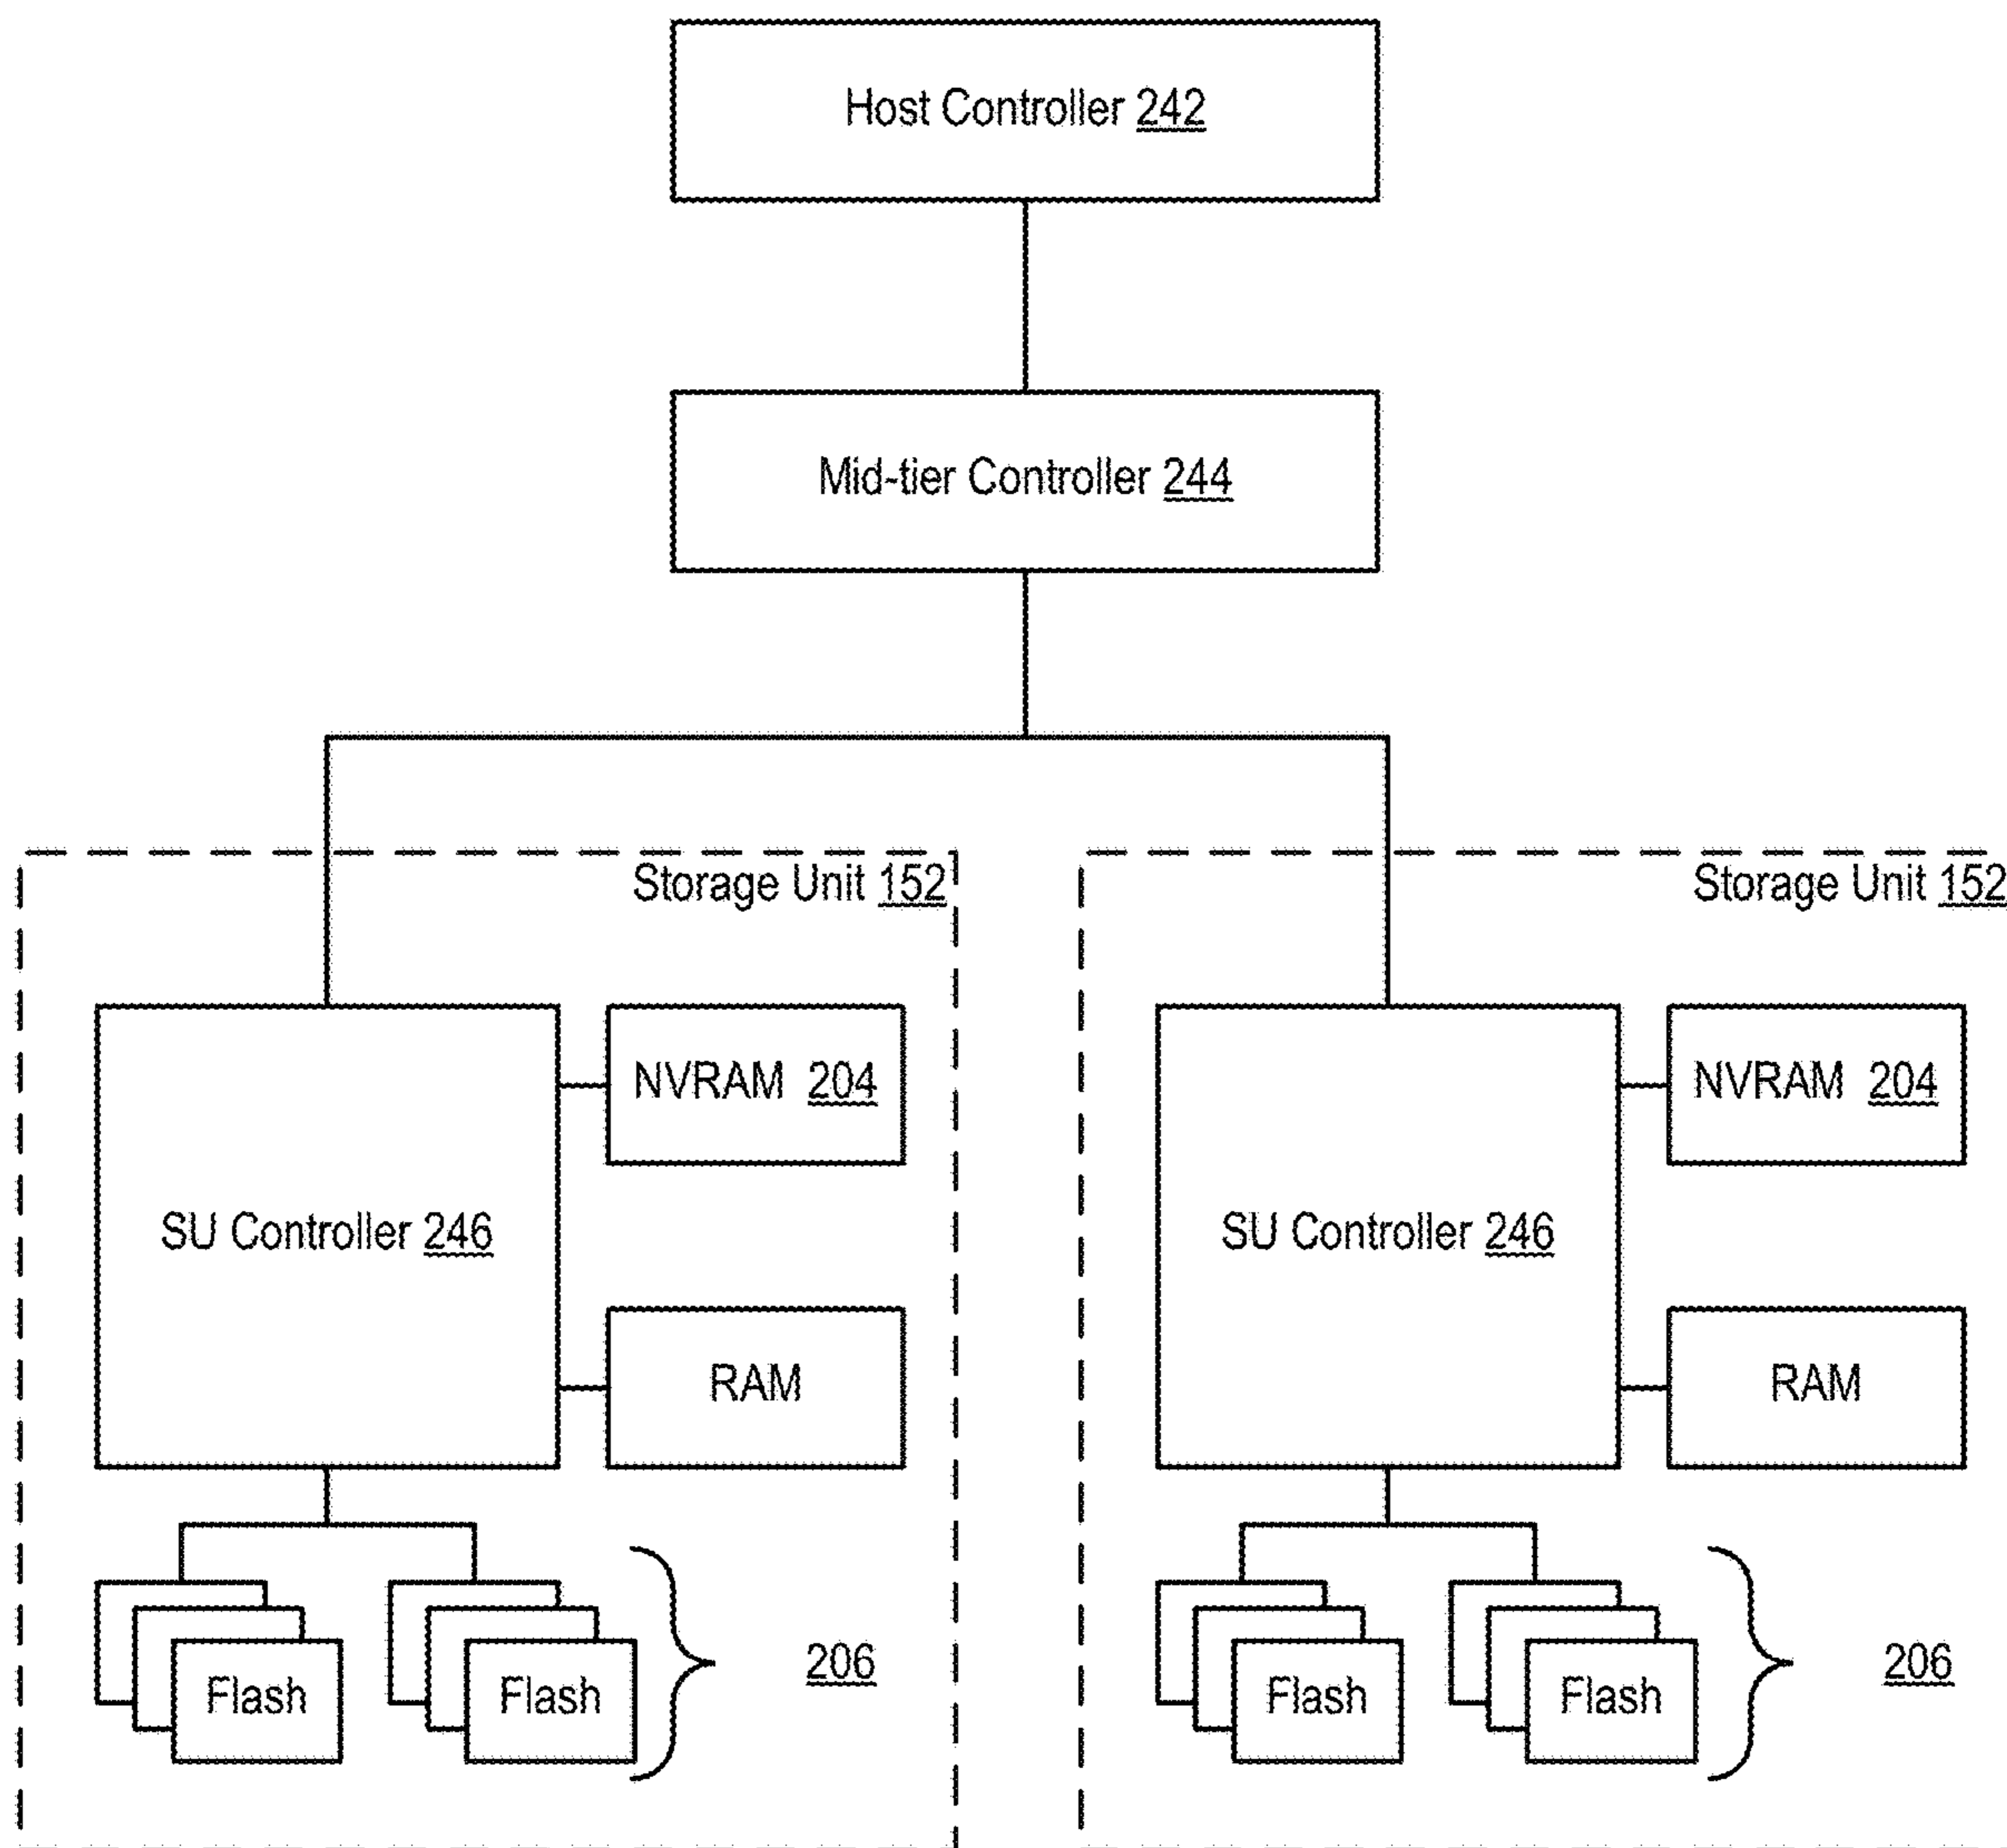 Host Controller 242
Mid-tier Controller 244
Storage Unit 152
Storage Unit 152
NVRAM 204
NVRAM 204
SU Controller 246
SU Controller 246
RAM
RAM
Flash
Flash
206
Flash
Flash
206